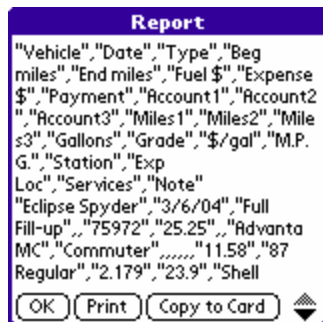 Report
"Vehicle","Date","Type","Beg
miles","End miles","Fuel $","Expense
$","Payment","Account1","Account2
","Account3","Miles1","Miles2","Mile
s3","Gallons","Grade","$/gal","M.P.
G.","Station","Exp
Loc","Services","Note"
"Eclipse Spyder","3/6/04","Full
Fill-up",,"75972","25.25",,"Advanta
MC","Commuter",,,,,,"11.58","87
Regular","2.179","23.9","Shell
OK Print Copy to Card